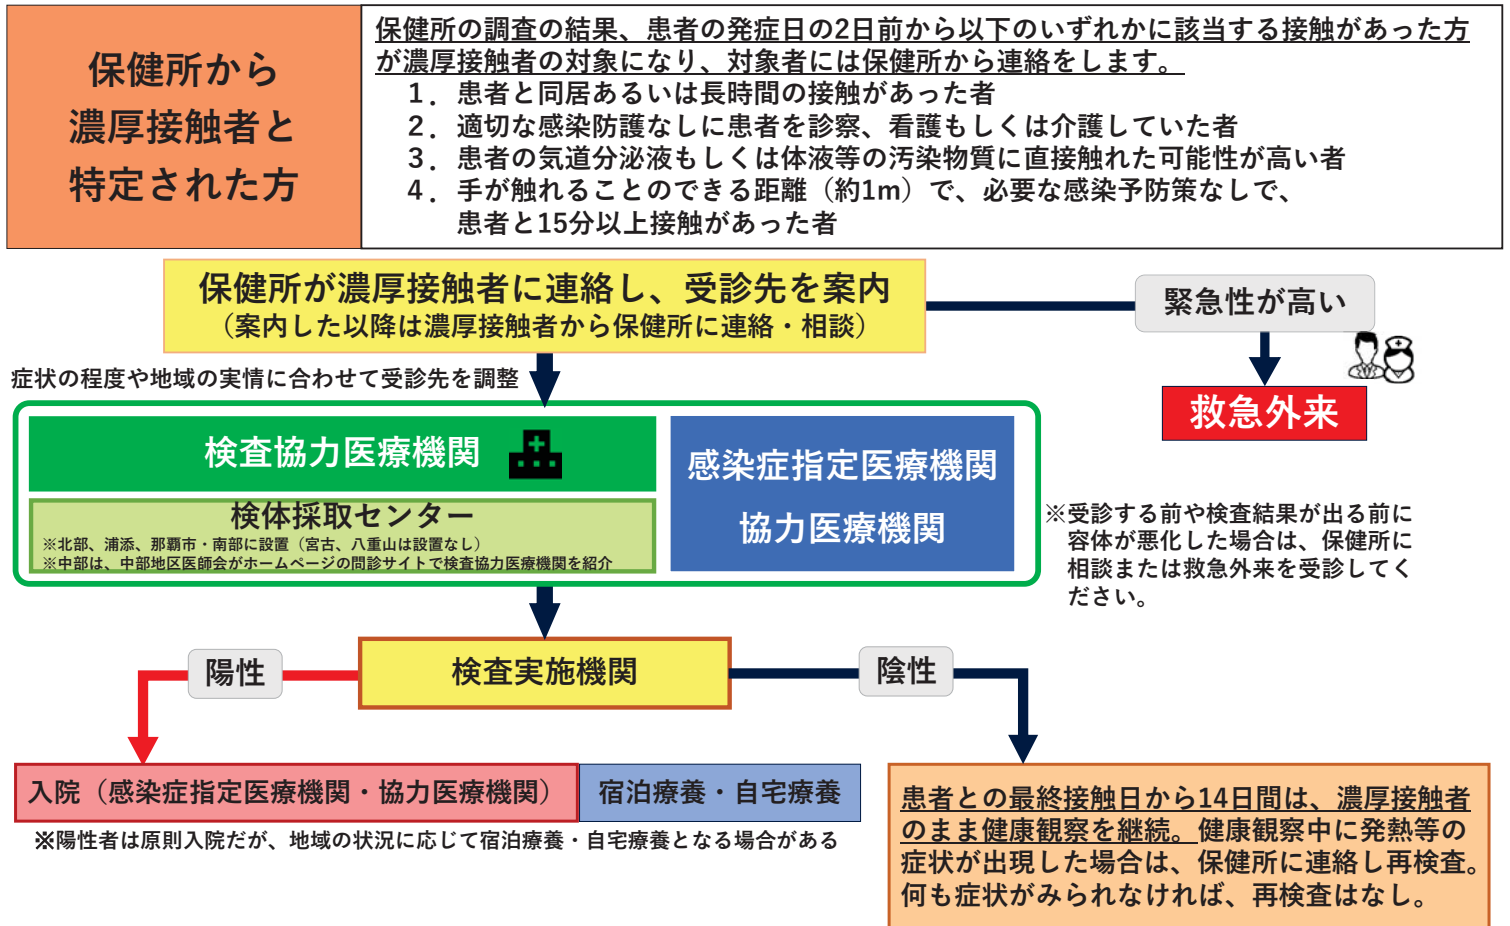 保健所から
濃厚接触者と
特定された方
保健所の調査の結果、患者の発症日の2日前から以下のいずれかに該当する接触があった方
が濃厚接触者の対象になり、対象者には保健所から連絡をします。
１．患者と同居あるいは長時間の接触があった者
２．適切な感染防護なしに患者を診察、看護もしくは介護していた者
３．患者の気道分泌液もしくは体液等の汚染物質に直接触れた可能性が高い者
４．手が触れることのできる距離（約1m）で、必要な感染予防策なしで、
患者と15分以上接触があった者
保健所が濃厚接触者に連絡し、受診先を案内
（案内した以降は濃厚接触者から保健所に連絡・相談）
緊急性が高い
救急外来
症状の程度や地域の実情に合わせて受診先を調整
検査協力医療機関
検体採取センター
※北部、浦添、那覇市・南部に設置（宮古、八重山は設置なし）
※中部は、中部地区医師会がホームページの問診サイトで検査協力医療機関を紹介
感染症指定医療機関
協力医療機関
※受診する前や検査結果が出る前に
容体が悪化した場合は、保健所に
相談または救急外来を受診してく
ださい。
陽性
検査実施機関
陰性
入院（感染症指定医療機関・協力医療機関）
宿泊療養・自宅療養
※陽性者は原則入院だが、地域の状況に応じて宿泊療養・自宅療養となる場合がある
患者との最終接触日から14日間は、濃厚接触者
のまま健康観察を継続。健康観察中に発熱等の
症状が出現した場合は、保健所に連絡し再検査。
何も症状がみられなければ、再検査はなし。